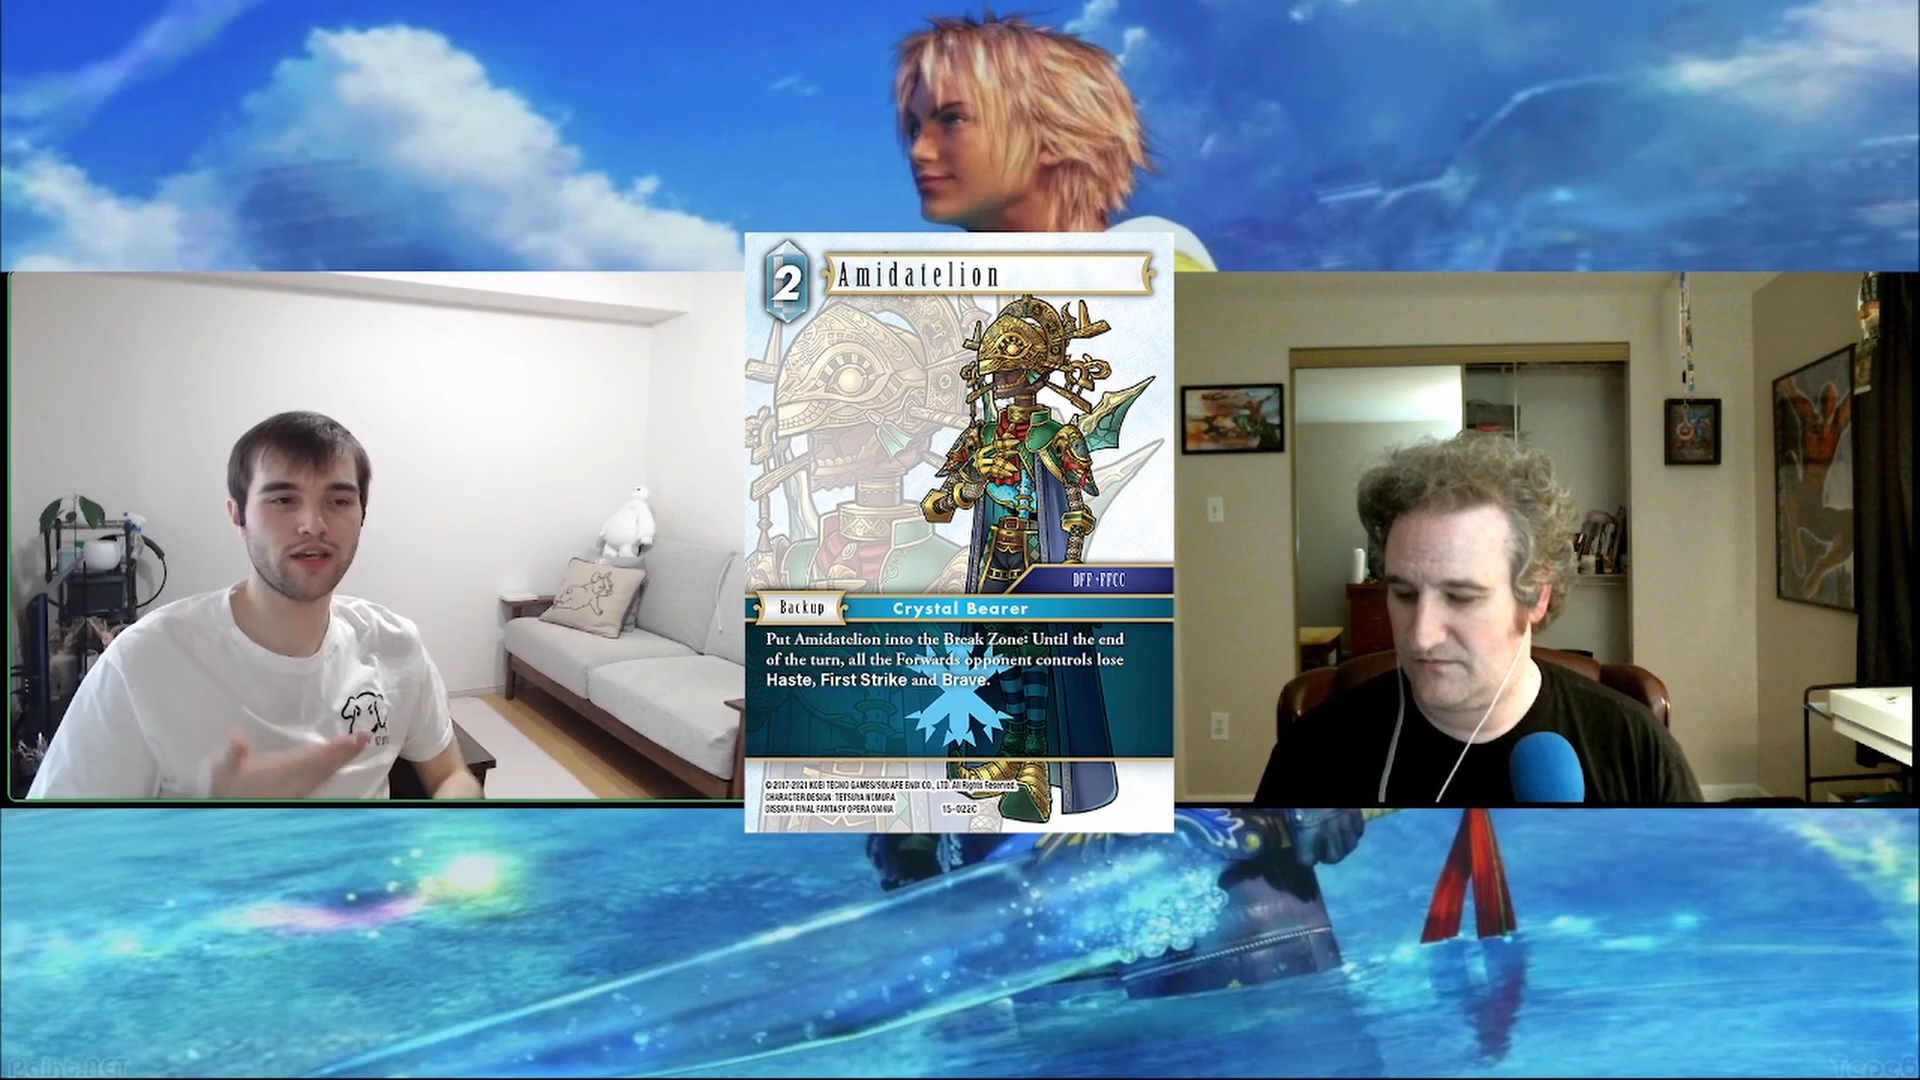 2
Amidatelion
DFF·FFCC
Backup
Crystal Bearer
Put Amidatelion into the Break Zone: Until the end
of the turn, all the Forwards opponent controls lose
Haste, First Strike and Brave.
© 2017-2021 KOEI TECMO GAMES/SQUARE ENIX CO., LTD. All Rights Reserved.
CHARACTER DESIGN: TETSUYA NOMURA
DISSIDIA FINAL FANTASY OPERA OMNIA
15-022C
Paint.NET